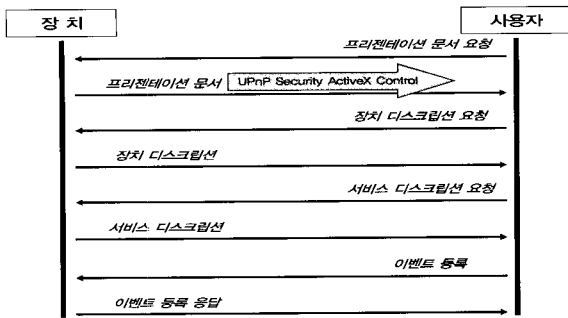 장 치
사용자
프리젠테이션 문서 요청
프리젠테이션 문서
UPnP Security ActiveX Control
장치 디스크립션 요청
장치 디스크립션
서비스 디스크립션 요청
서비스 디스크립션
이벤트 등록
이벤트 등록 응답